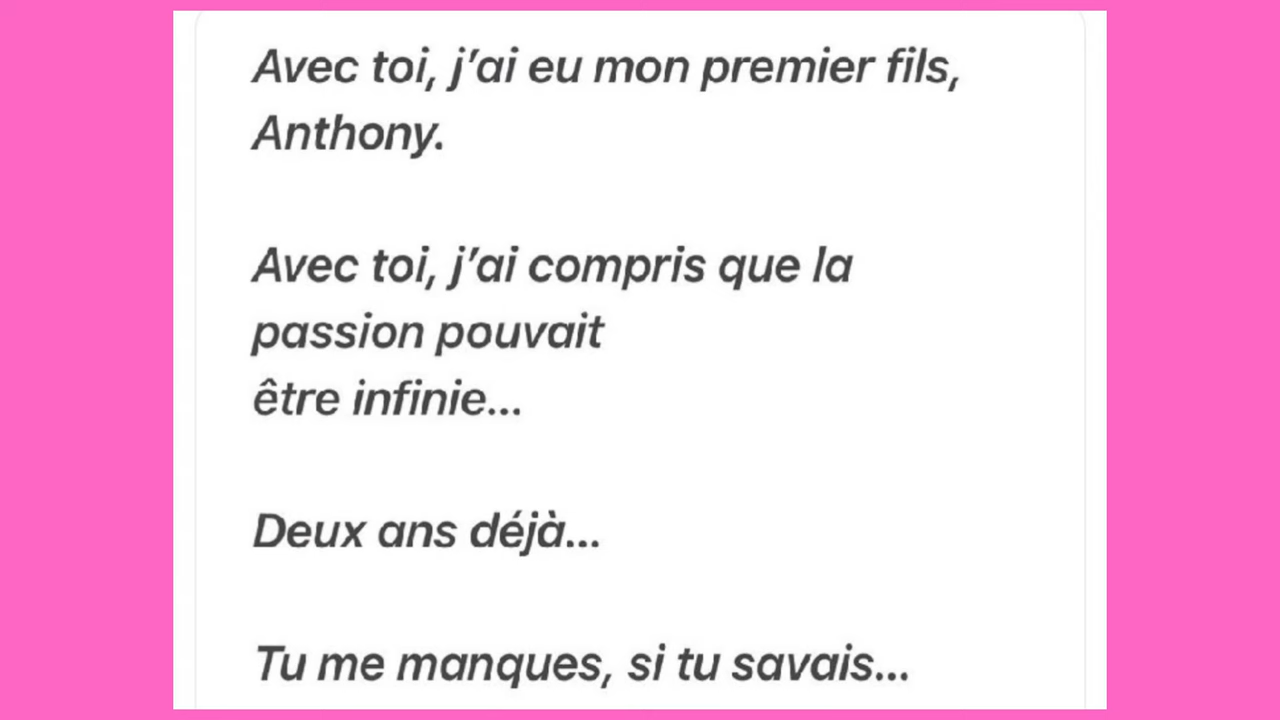 Avec toi, j’ai eu mon premier fils,
Anthony.
Avec toi, j’ai compris que la
passion pouvait
être infinie...
Deux ans déjà...
Tu me manques, si tu savais...